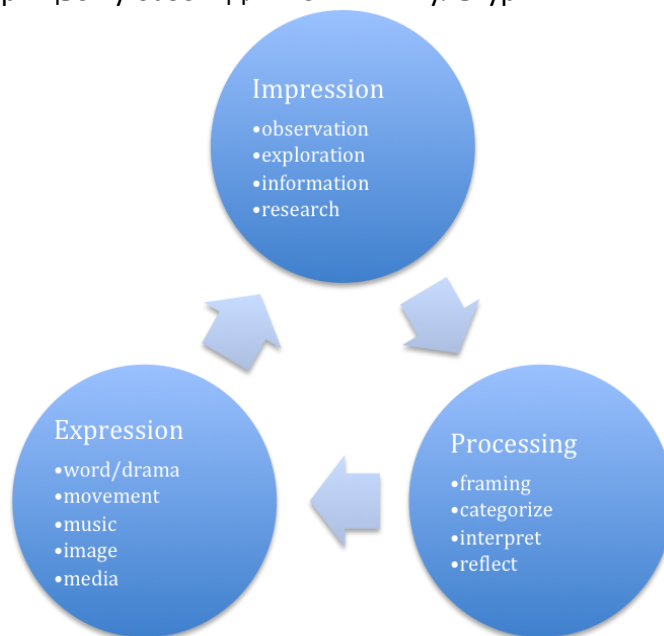 Impression
•observation
•exploration
•information
•research
Expression
•word/drama
•movement
•music
•image
•media
Processing
•framing
•categorize
•interpret
•reflect